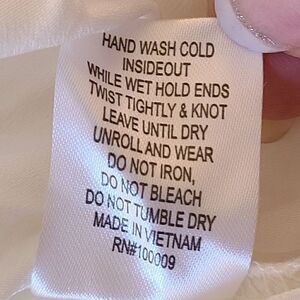 HAND WASH COLD
INSIDEOUT
WHILE WET HOLD ENDS
TWIST TIGHTLY & KNOT
LEAVE UNTIL DRY
UNROLL AND WEAR
DO NOT IRON,
DO NOT BLEACH
DO NOT TUMBLE DRY
MADE IN VIETNAM
RN#100009